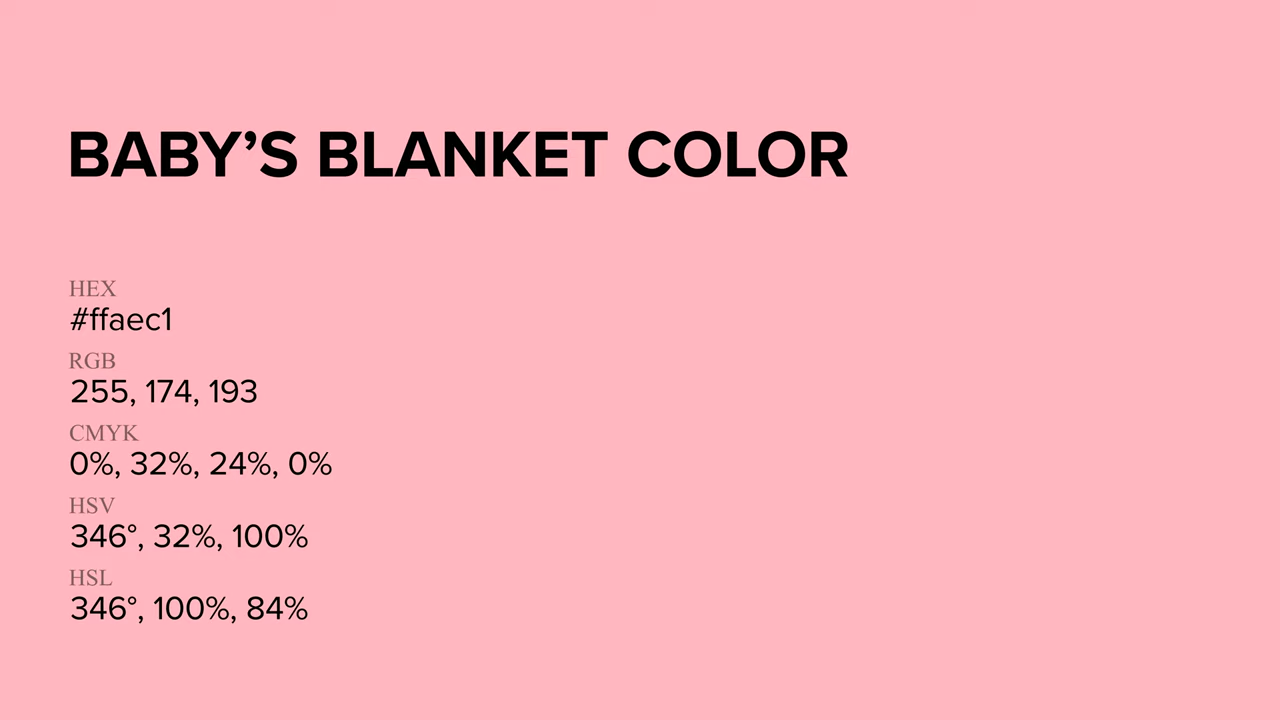 BABY’S BLANKET COLOR
HEX
#ffaec1
RGB
255, 174, 193
CMYK
0%, 32%, 24%, 0%
HSV
346°, 32%, 100%
HSL
346°, 100%, 84%